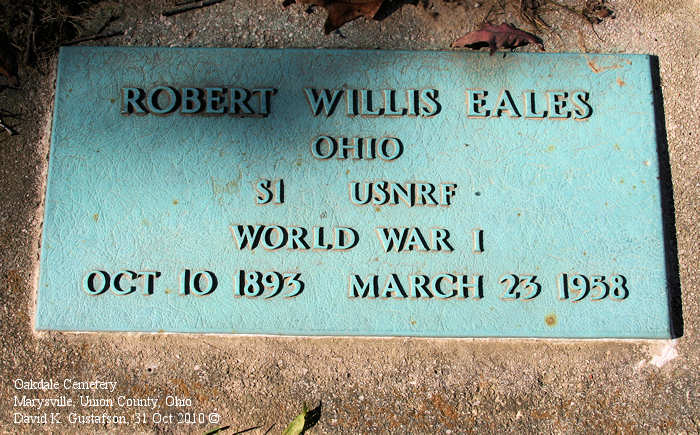 ROBERT WILLIS EALES
OHIO
S1 USNRF
WORLD WAR I
OCT 10 1893 MARCH 23 1958
Oakdale Cemetery
Marysville, Union County, Ohio
David K. Gustafson, 31 Oct 2010 ©